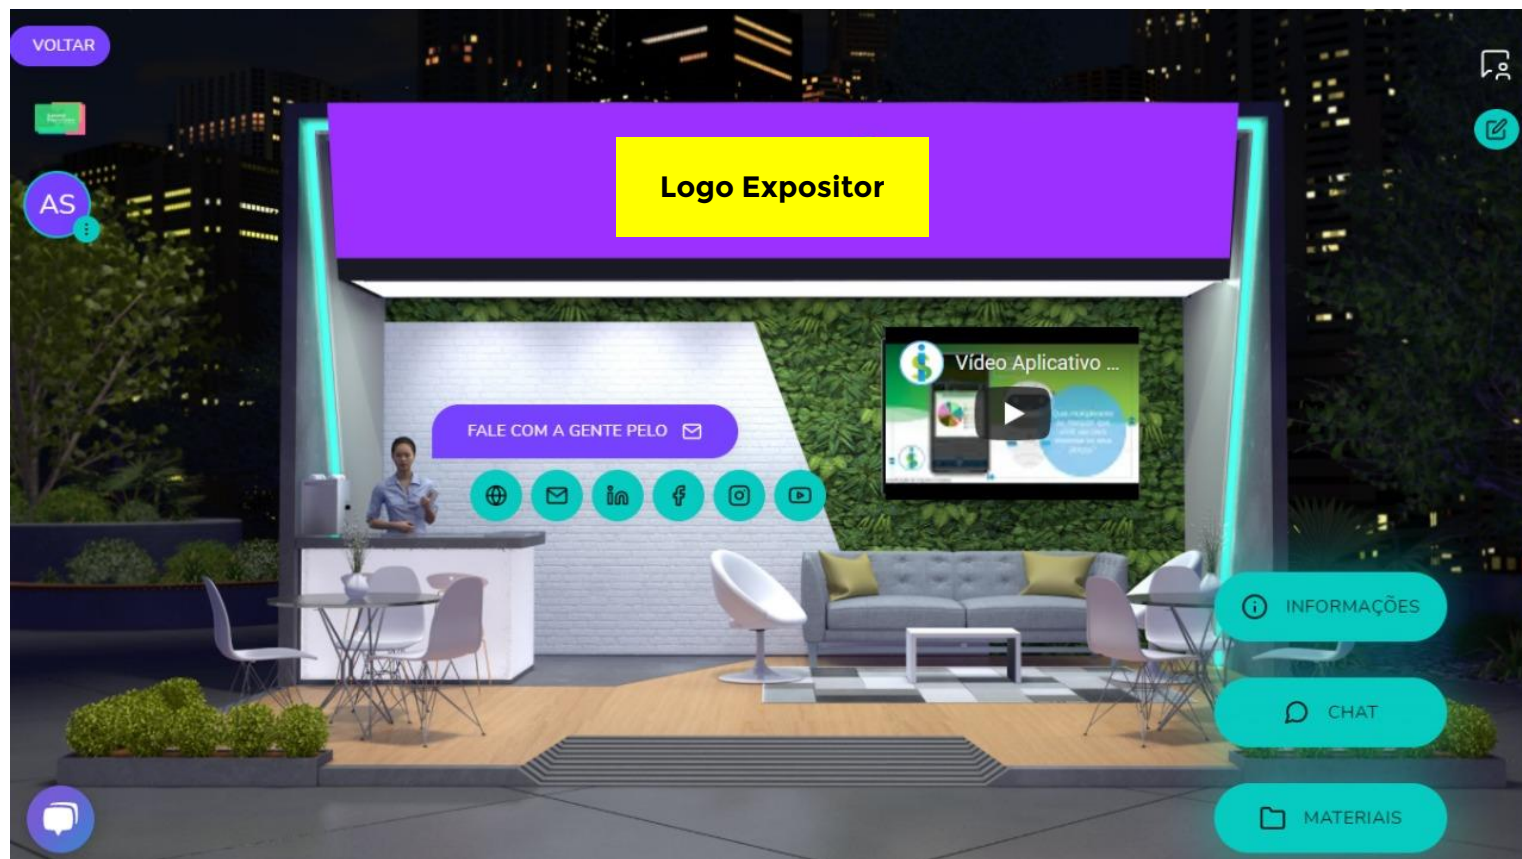 VOLTAR
AS
Logo Expositor
Vídeo Aplicativo ...
FALE COM A GENTE PELO
INFORMAÇÕES
CHAT
MATERIAIS